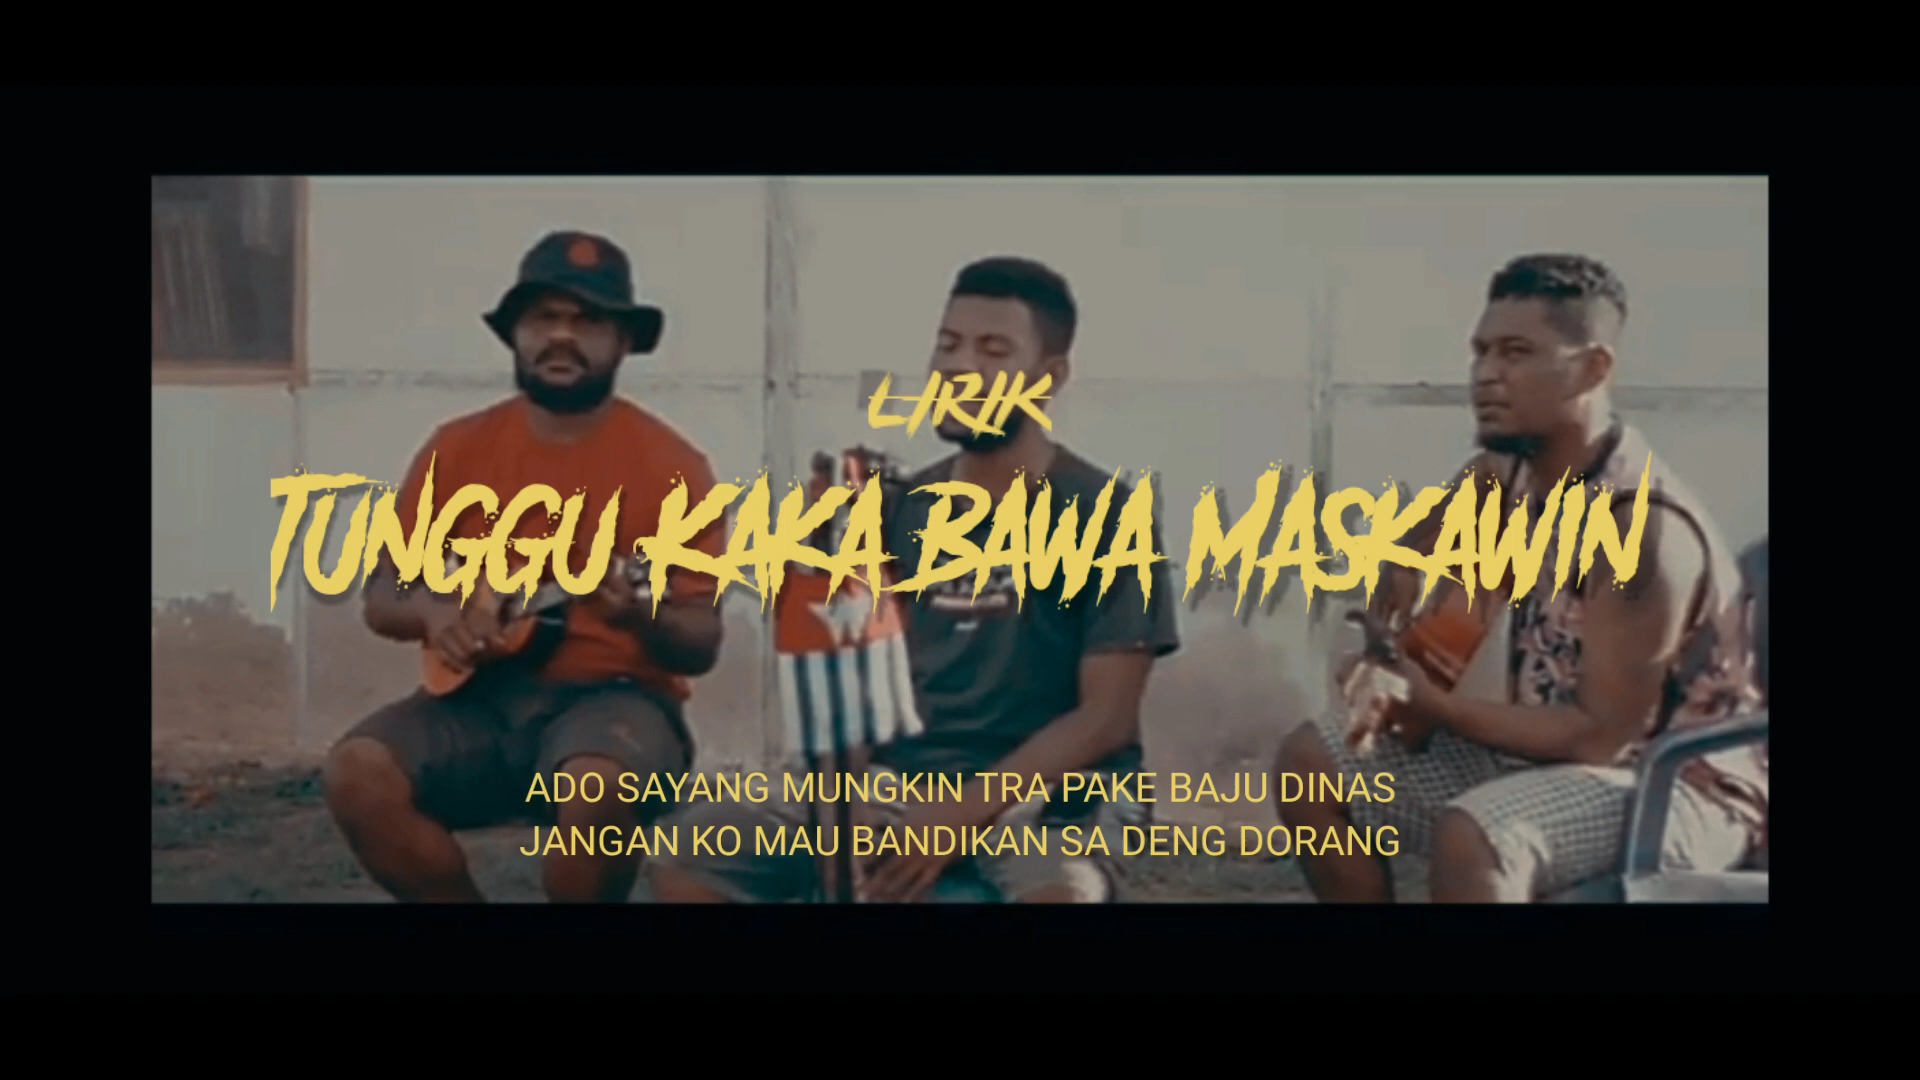 LIRIK
TUNGGU KAKA BAWA MASKAWIN
ADO SAYANG MUNGKIN TRA PAKE BAJU DINAS
JANGAN KO MAU BANDIKAN SA DENG DORANG